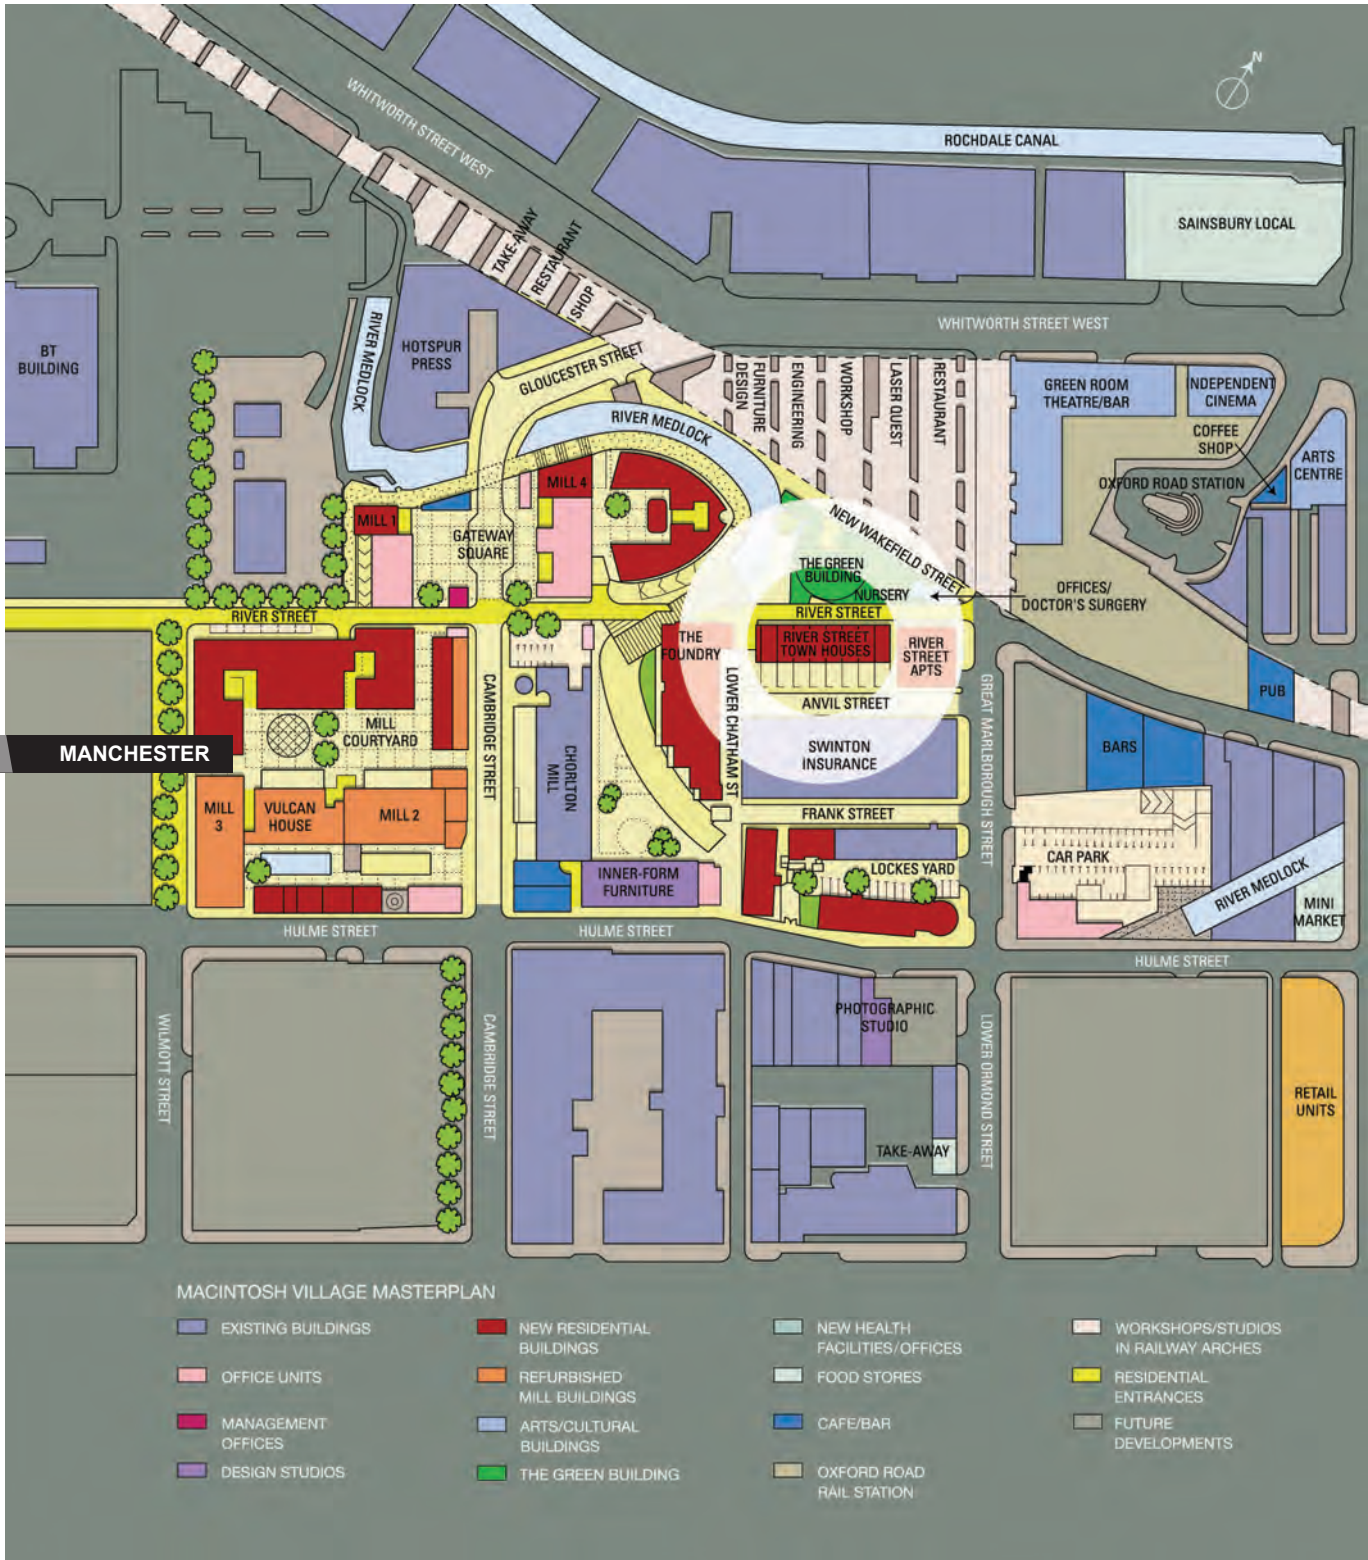 N
ROCHDALE CANAL
WHITWORTH STREET WEST
SAINSBURY LOCAL
TAKE-AWAY
RESTAURANT
SHOP
WHITWORTH STREET WEST
RIVER MEDLOCK
HOTSPUR
PRESS
BT
BUILDING
GLOUCESTER STREET
RIVER MEDLOCK
FURNITURE
DESIGN
ENGINEERING
WORKSHOP
LASER QUEST
RESTAURANT
GREEN ROOM
THEATRE/BAR
INDEPENDENT
CINEMA
COFFEE
SHOP
ARTS
CENTRE
OXFORD ROAD STATION
MILL 4
MILL 1
GATEWAY
SQUARE
NEW WAKEFIELD STREET
THE GREEN
BUILDING
NURSERY
OFFICES/
DOCTOR'S SURGERY
RIVER STREET
RIVER STREET
THE
FOUNDRY
RIVER STREET
TOWN HOUSES
RIVER
STREET
APTS
LOWER CHATHAM ST
CAMBRIDGE STREET
GREAT MARLBOROUGH STREET
PUB
ANVIL STREET
MILL
COURTYARD
MANCHESTER
BARS
SWINTON
INSURANCE
CHORLTON
MILL
MILL
3
VULCAN
HOUSE
MILL 2
FRANK STREET
CAR PARK
LOCKES YARD
INNER-FORM
FURNITURE
RIVER MEDLOCK
MINI
MARKET
HULME STREET
HULME STREET
HULME STREET
WILMOTT STREET
CAMBRIDGE STREET
PHOTOGRAPHIC
STUDIO
LOWER ORMOND STREET
RETAIL
UNITS
TAKE-AWAY
MACINTOSH VILLAGE MASTERPLAN
EXISTING BUILDINGS
OFFICE UNITS
MANAGEMENT
OFFICES
DESIGN STUDIOS
NEW RESIDENTIAL
BUILDINGS
REFURBISHED
MILL BUILDINGS
ARTS/CULTURAL
BUILDINGS
THE GREEN BUILDING
NEW HEALTH
FACILITIES/OFFICES
FOOD STORES
CAFE/BAR
OXFORD ROAD
RAIL STATION
WORKSHOPS/STUDIOS
IN RAILWAY ARCHES
RESIDENTIAL
ENTRANCES
FUTURE
DEVELOPMENTS